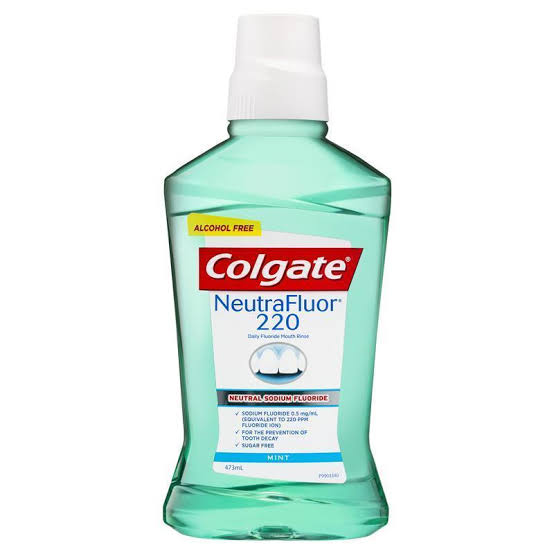 ALCOHOL FREE
Colgate®
NeutraFluor®
220
Daily Fluoride Mouth Rinse
NEUTRAL SODIUM FLUORIDE
✓ SODIUM FLUORIDE 0.5 mg/mL
(EQUIVALENT TO 220 PPM
FLUORIDE ION)
✓ FOR THE PREVENTION OF
TOOTH DECAY
✓ SUGAR FREE
MINT
473mL